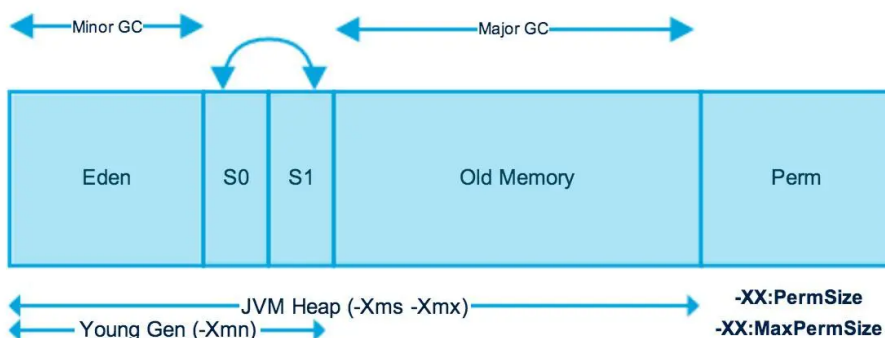 Minor GC
Major GC
Eden
S0
S1
Old Memory
Perm
JVM Heap (-Xms -Xmx)
-XX:PermSize
Young Gen (-Xmn)
-XX:MaxPermSize